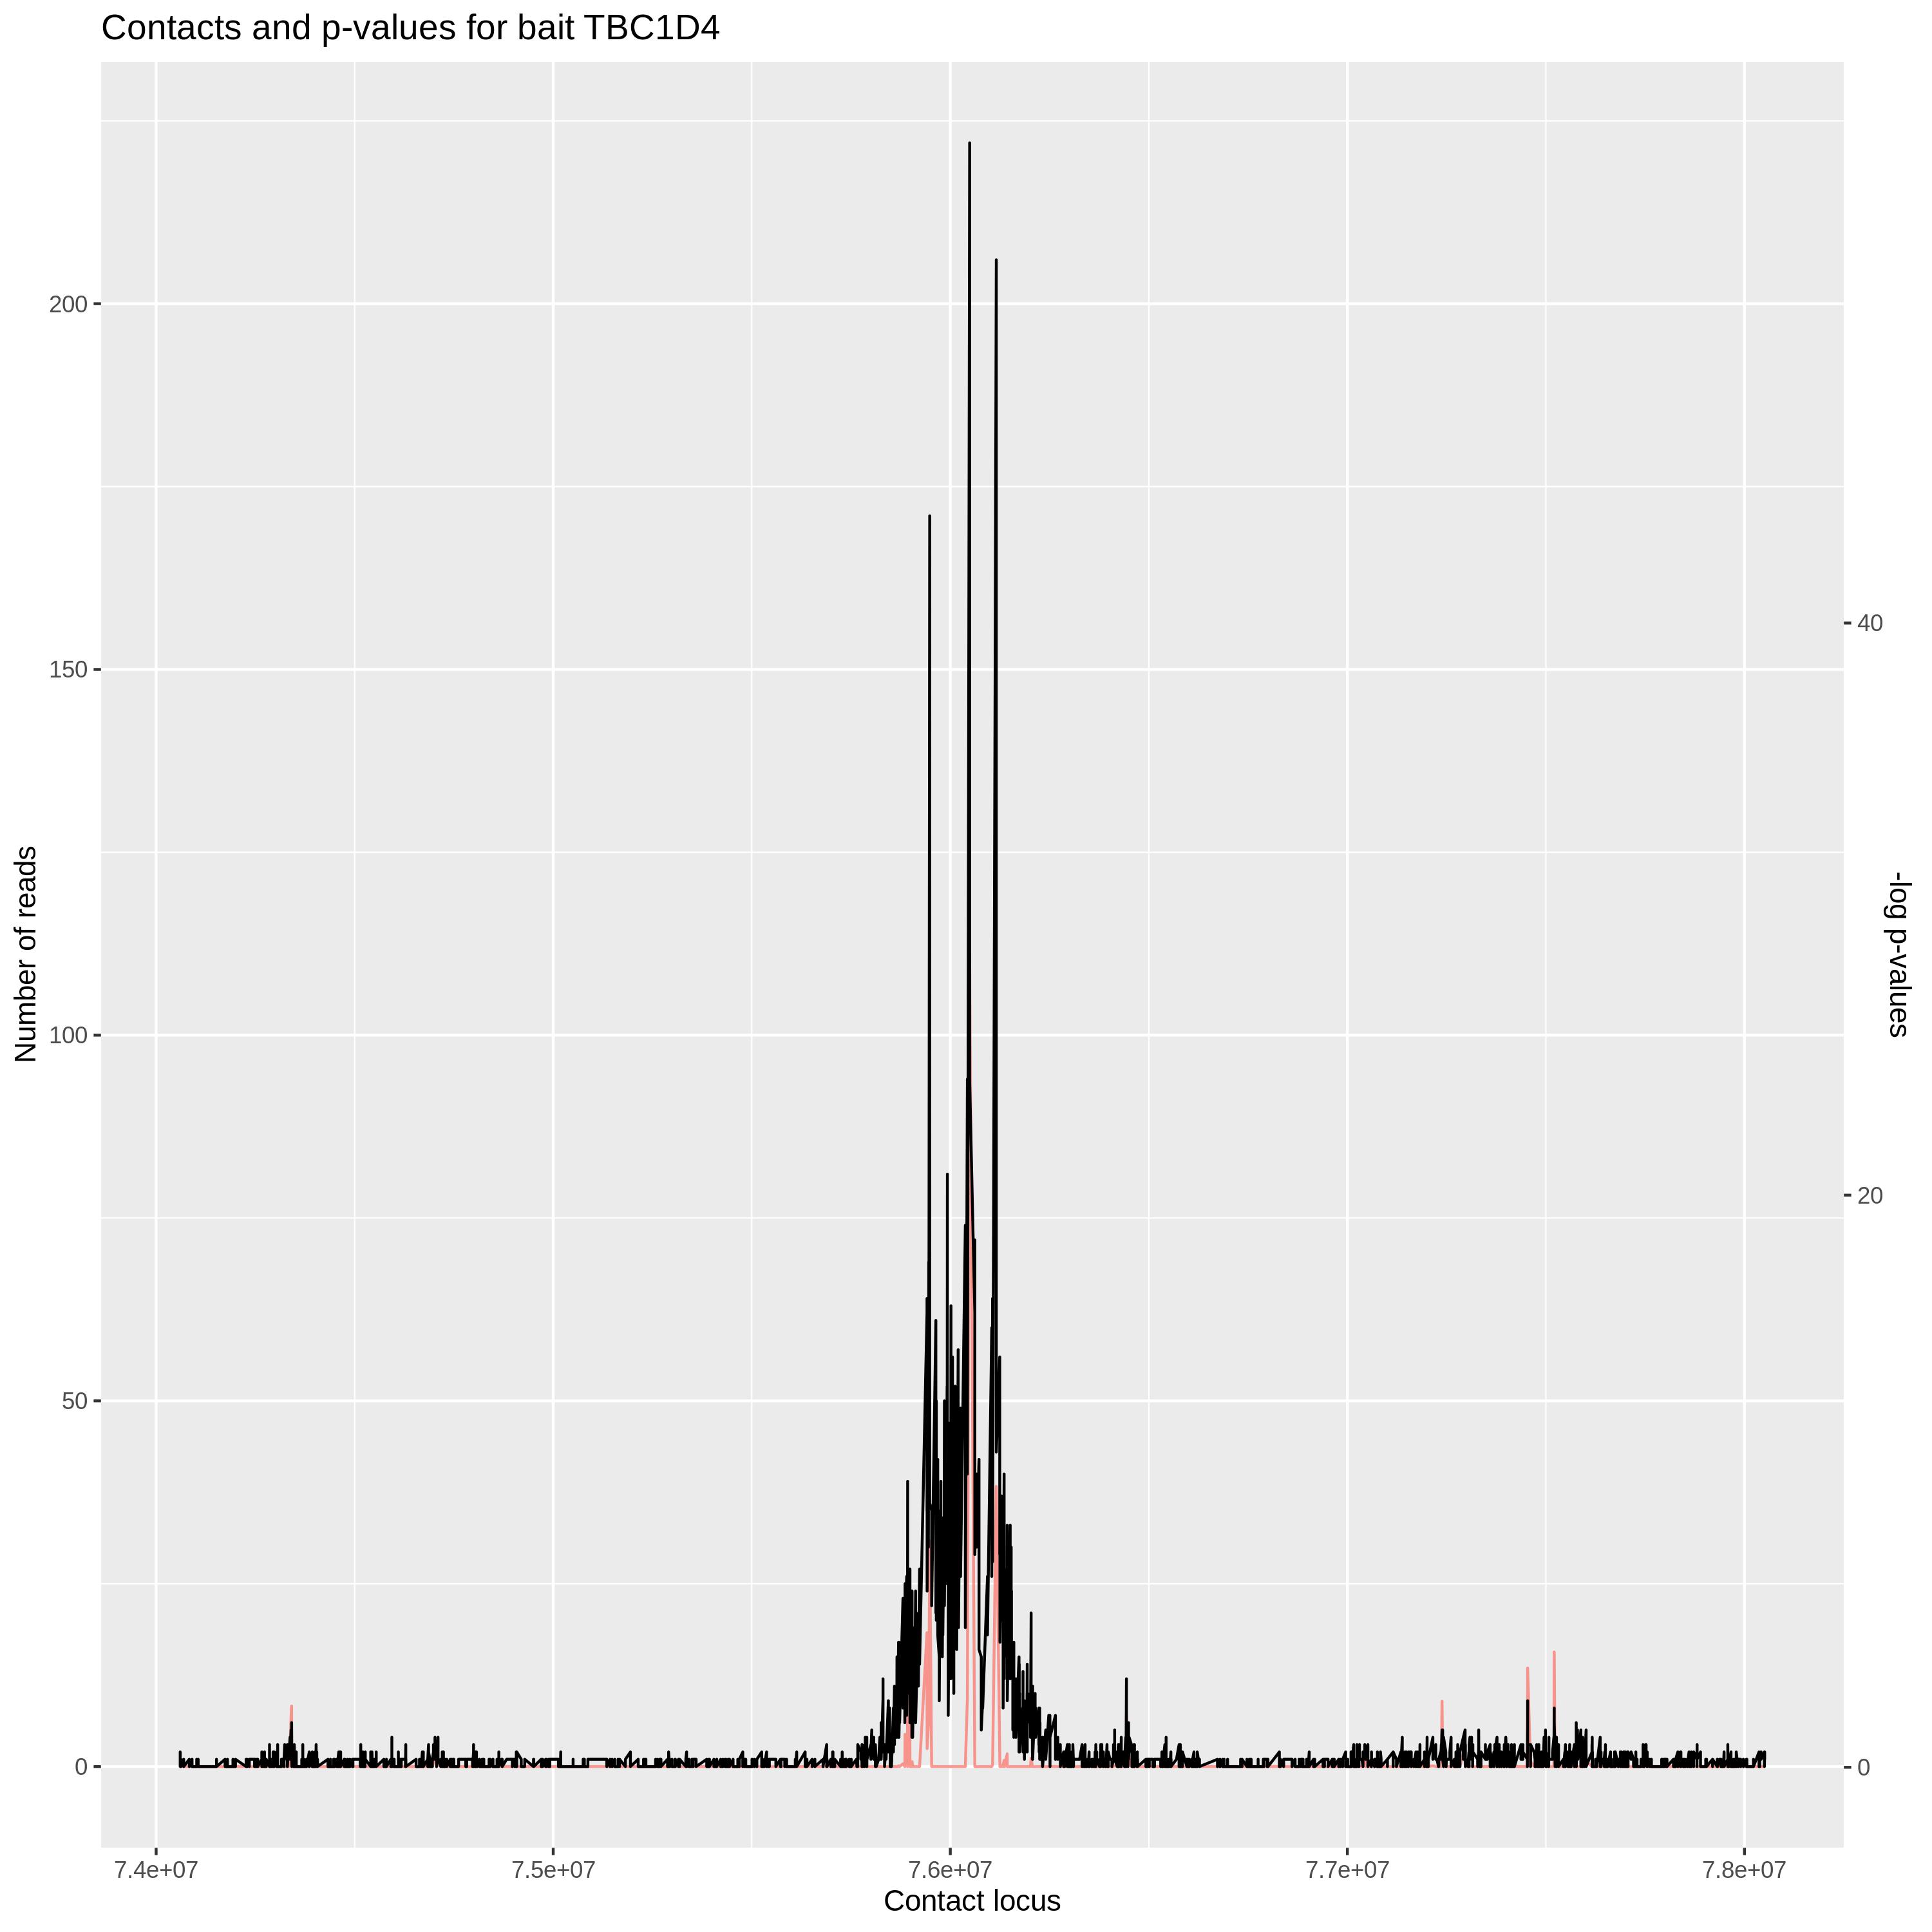 Contacts and p-values for bait TBC1D4
Number of reads
200
150
100
50
0
40
20
0
-log p-values
7.4e+07 7.5e+07 7.6e+07 7.7e+07 7.8e+07
Contact locus